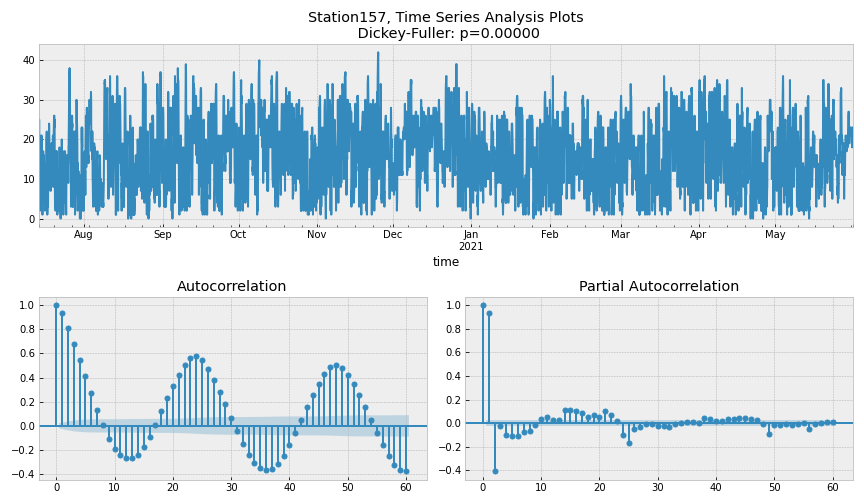 Station157, Time Series Analysis Plots
Dickey-Fuller: p=0.00000
40
30
20
10
0
Aug Sep Oct Nov Dec Jan Feb Mar Apr May
2021
time
Autocorrelation
1.0
0.8
0.6
0.4
0.2
0.0
−0.2
−0.4
0 10 20 30 40 50 60
Partial Autocorrelation
1.0
0.8
0.6
0.4
0.2
0.0
−0.2
−0.4
0 10 20 30 40 50 60